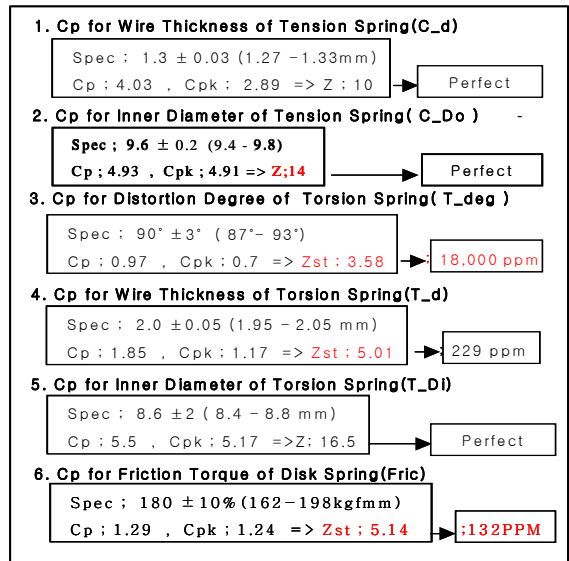 1. Cp for Wire Thickness of Tension Spring(C_d)
Spec ; 1.3 ± 0.03 (1.27 −1.33mm)
Cp ; 4.03 , Cpk ; 2.89 => Z ; 10
Perfect
2. Cp for Inner Diameter of Tension Spring( C_Do ) -
Spec ; 9.6 ± 0.2 (9.4 - 9.8)
Cp ; 4.93 , Cpk ; 4.91 => Z;14
Perfect
3. Cp for Distortion Degree of Torsion Spring( T_deg )
Spec ; 90° ±3° ( 87°− 93°)
Cp ; 0.97 , Cpk ; 0.7 => Zst ; 3.58
; 18,000 ppm
4. Cp for Wire Thickness of Torsion Spring(T_d)
Spec ; 2.0 ±0.05 (1.95 − 2.05 mm)
Cp ; 1.85 , Cpk ; 1.17 => Zst ; 5.01
; 229 ppm
5. Cp for Inner Diameter of Torsion Spring(T_Di)
Spec ; 8.6 ±2 ( 8.4 − 8.8 mm)
Cp ; 5.5 , Cpk ; 5.17 =>Z; 16.5
Perfect
6. Cp for Friction Torque of Disk Spring(Fric)
Spec ; 180 ±10% (162−198kgfmm)
Cp ; 1.29 , Cpk ; 1.24 => Zst ; 5.14
;132PPM